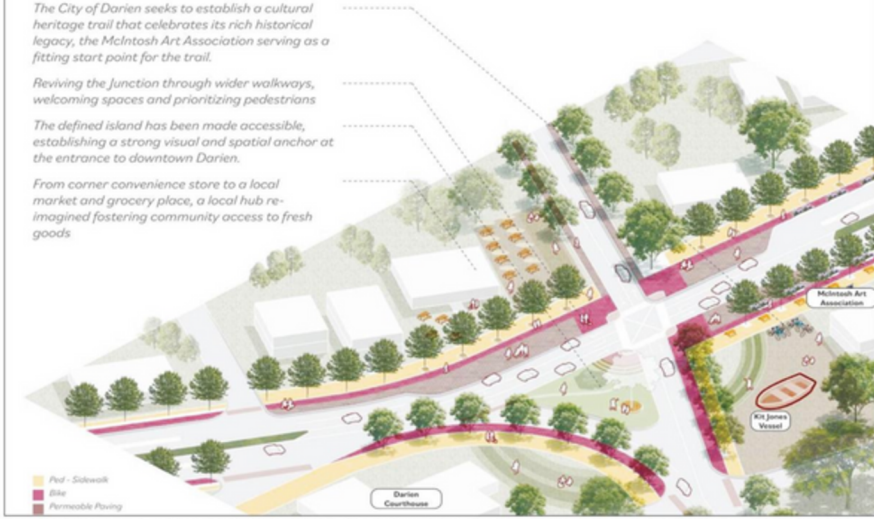 The City of Darien seeks to establish a cultural
heritage trail that celebrates its rich historical
legacy, the McIntosh Art Association serving as a
fitting start point for the trail.
Reviving the Junction through wider walkways,
welcoming spaces and prioritizing pedestrians
The defined island has been made accessible,
establishing a strong visual and spatial anchor at
the entrance to downtown Darien.
From corner convenience store to a local
market and grocery place, a local hub re-
imagined fostering community access to fresh
goods
McIntosh Art
Association
Kit Jones
Vessel
Darien
Courthouse
Ped - Sidewalk
Bike
Permeable Paving